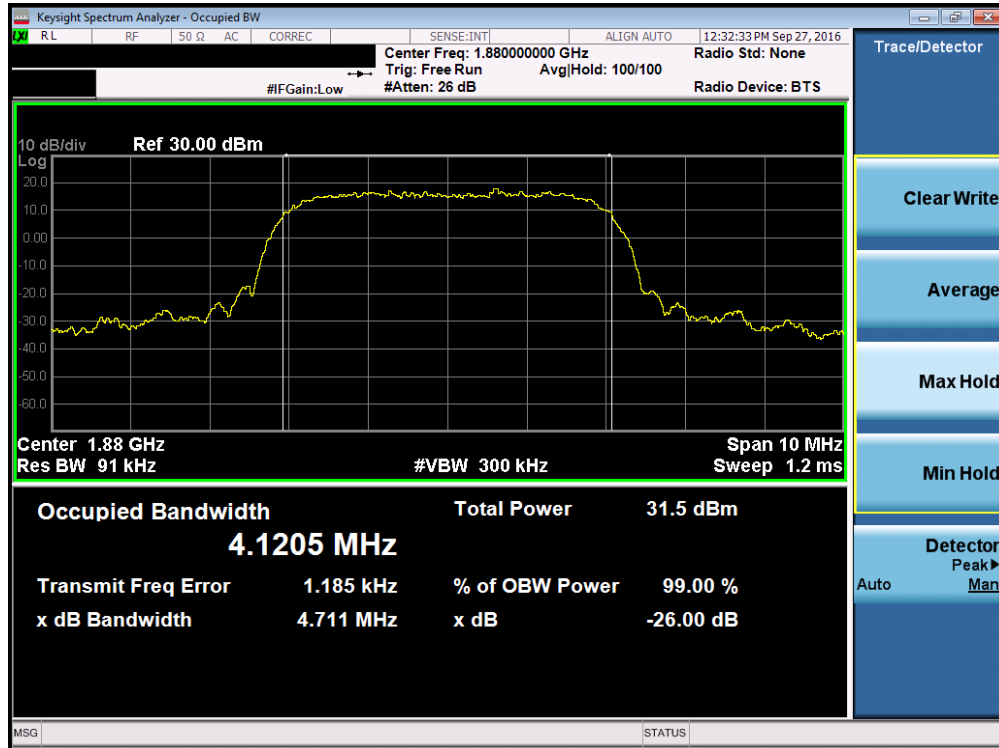 Keysight Spectrum Analyzer - Occupied BW
LXI RL RF 50 Ω AC CORREC SENSE:INT ALIGN AUTO 12:32:33 PM Sep 27, 2016
Center Freq: 1.880000000 GHz Radio Std: None
Trig: Free Run Avg|Hold: 100/100
#IFGain:Low #Atten: 26 dB Radio Device: BTS
Trace/Detector
10 dB/div Ref 30.00 dBm
Log
20.0
10.0
0.00
-10.0
-20.0
-30.0
-40.0
-50.0
-60.0
Center 1.88 GHz Span 10 MHz
Res BW 91 kHz #VBW 300 kHz Sweep 1.2 ms
Occupied Bandwidth Total Power 31.5 dBm
4.1205 MHz
Transmit Freq Error 1.185 kHz % of OBW Power 99.00 %
x dB Bandwidth 4.711 MHz x dB -26.00 dB
Clear Write
Average
Max Hold
Min Hold
Detector
Peak▶
Auto Man
MSG STATUS